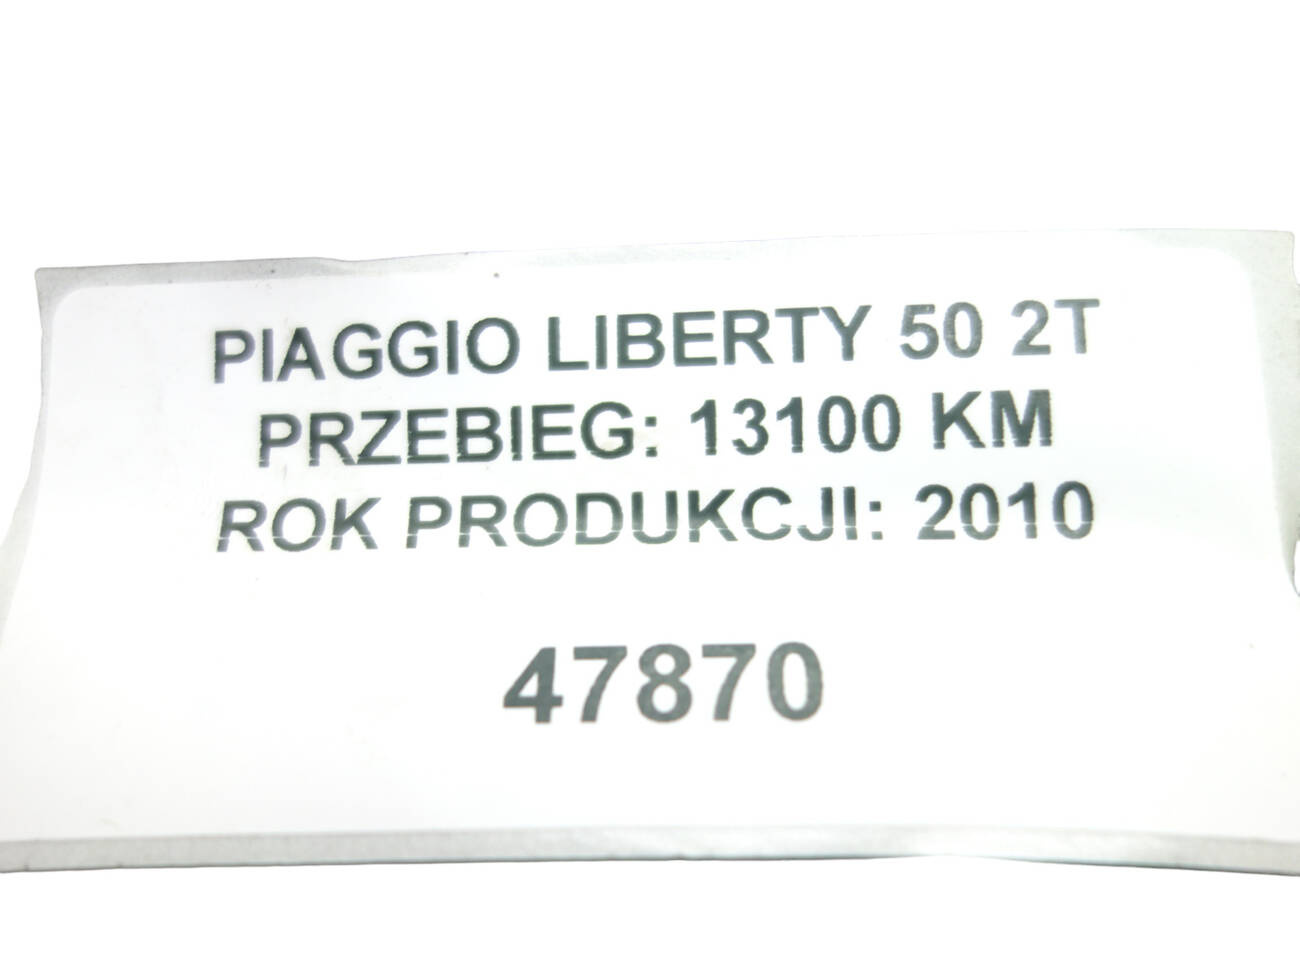 PIAGGIO LIBERTY 50 2T
PRZEBIEG: 13100 KM
ROK PRODUKCJI: 2010
47870